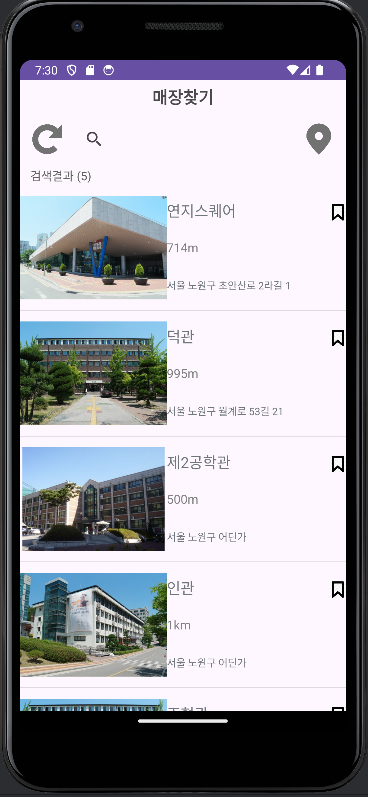 7:30
매장찾기
검색결과 (5)
연지스퀘어
714m
서울 노원구 초안산로 2라길 1
덕관
995m
서울 노원구 월계로 53길 21
제2공학관
500m
서울 노원구 어딘가
인관
1km
서울 노원구 어딘가